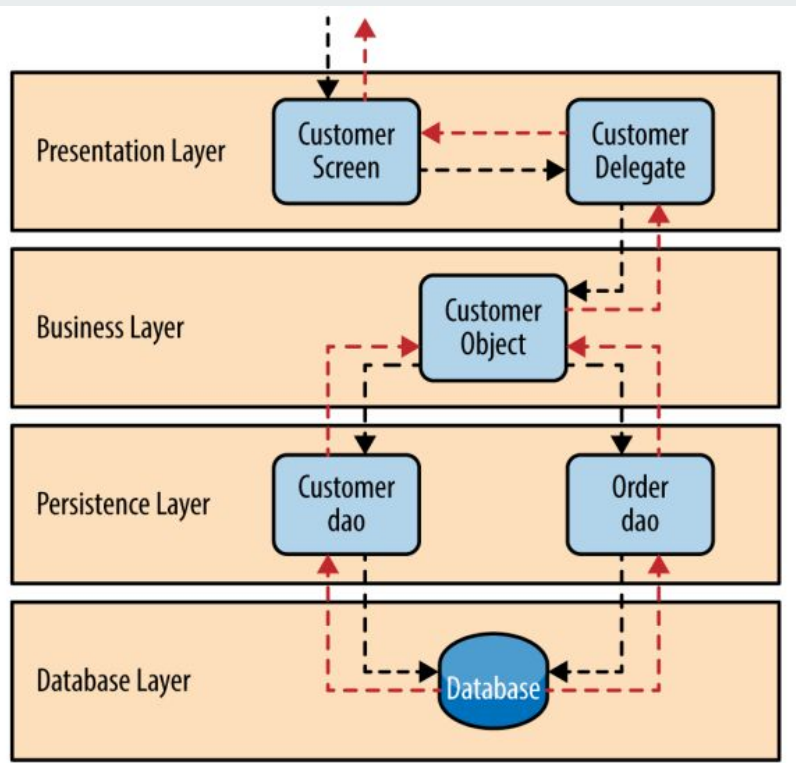 Presentation Layer
Customer
Screen
Customer
Delegate
Business Layer
Customer
Object
Persistence Layer
Customer
dao
Order
dao
Database Layer
Database